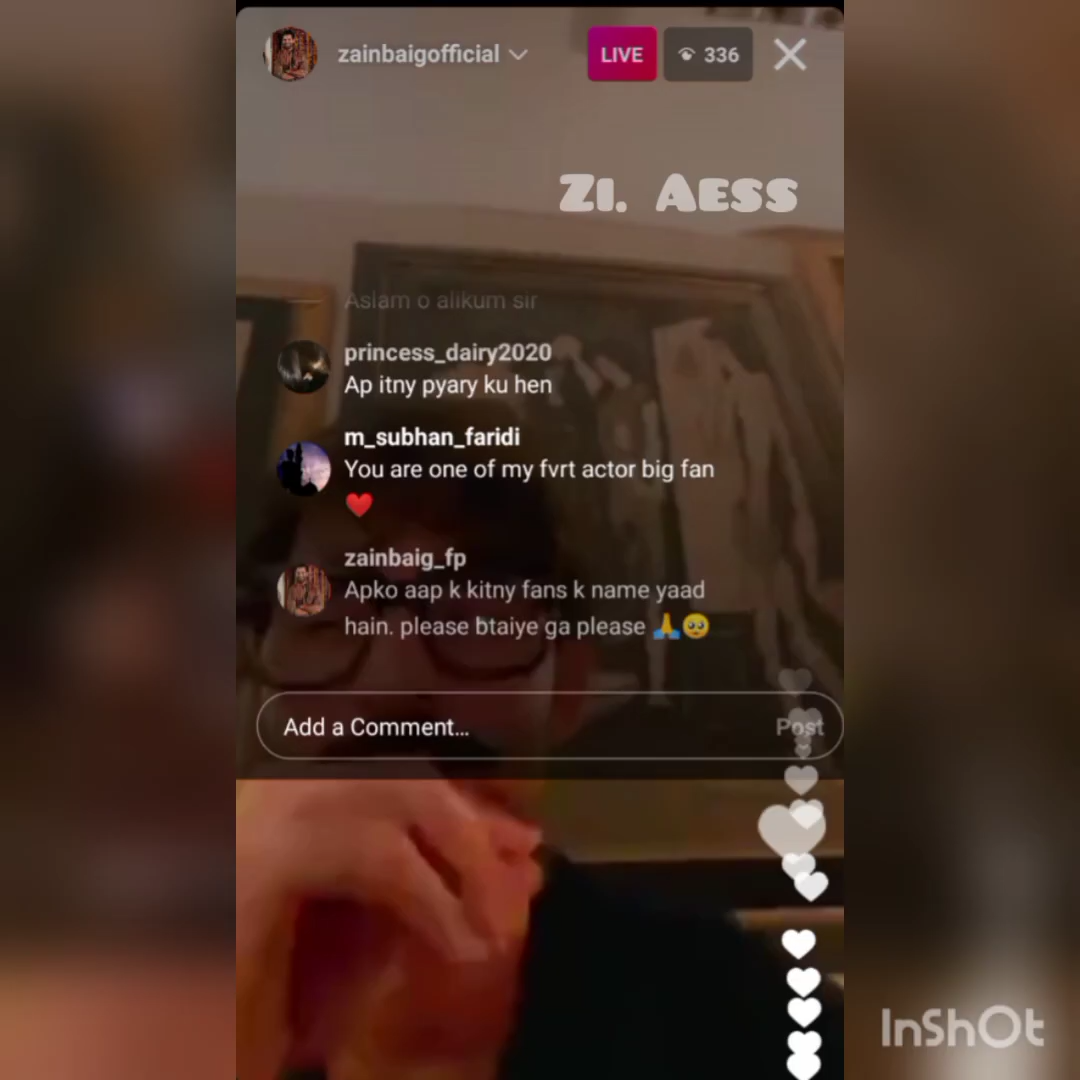 zainbaigofficial
LIVE
336
Zi. Aess
Aslam o alikum sir
princess_dairy2020
Ap itny pyary ku hen
m_subhan_faridi
You are one of my fvrt actor big fan
❤️
zainbaig_fp
Apko aap k kitny fans k name yaad
hain. please btaiye ga please 🙏🥺
Add a Comment...
Post
InShOt